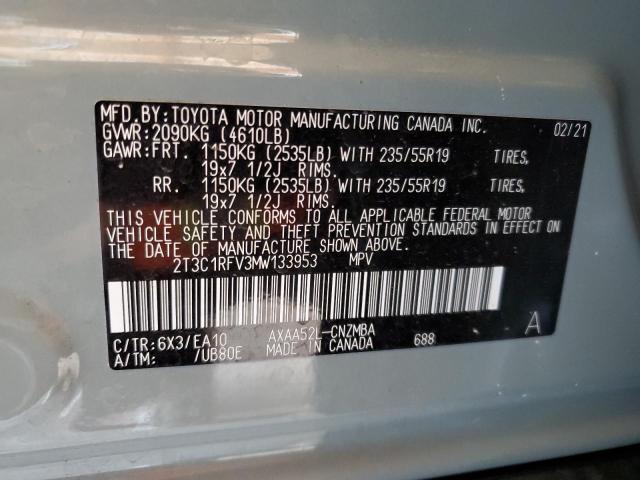 MFD.BY:TOYOTA MOTOR MANUFACTURING CANADA INC. 02/21
GVWR:2090KG (4610LB)
GAWR:FRT. 1150KG (2535LB) WITH 235/55R19 TIRES,
19x7 1/2J RIMS.
RR. 1150KG (2535LB) WITH 235/55R19 TIRES,
19x7 1/2J RIMS.
THIS VEHICLE CONFORMS TO ALL APPLICABLE FEDERAL MOTOR
VEHICLE SAFETY AND THEFT PREVENTION STANDARDS IN EFFECT ON
THE DATE OF MANUFACTURE SHOWN ABOVE.
2T3C1RFV3MW133953 MPV
C/TR:6X3/EA10 AXAA52L-CNZMBA A
A/TM: /UB80E MADE IN CANADA 688